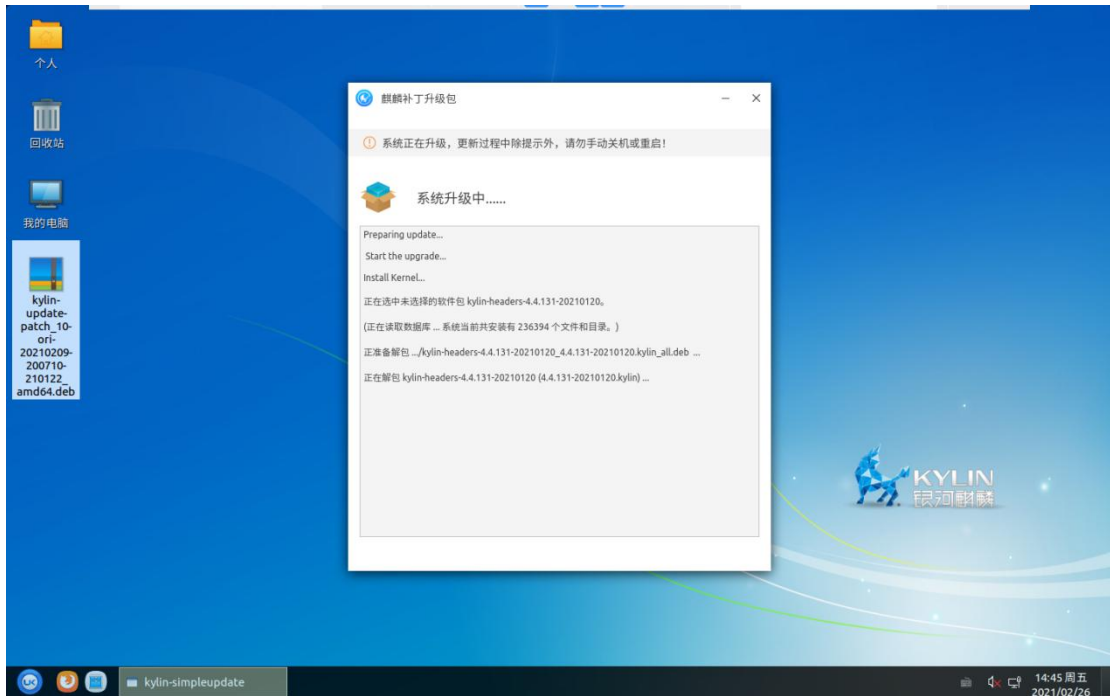 个人
回收站
我的电脑
kylin-
update-
patch_10-
ori-
20210209-
200710-
210122_
amd64.deb
麒麟补丁升级包
系统正在升级，更新过程中除提示外，请勿手动关机或重启！
系统升级中......
Preparing update...
Start the upgrade...
Install Kernel...
正在选中未选择的软件包 kylin-headers-4.4.131-20210120。
(正在读取数据库 ... 系统当前共安装有 236394 个文件和目录。)
正准备解包 .../kylin-headers-4.4.131-20210120_4.4.131-20210120.kylin_all.deb ...
正在解包 kylin-headers-4.4.131-20210120 (4.4.131-20210120.kylin) ...
KYLIN
银河麒麟
UK
kylin-simpleupdate
14:45 周五
2021/02/26